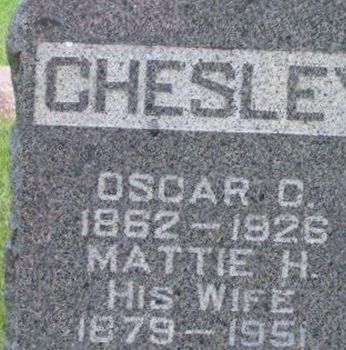 CHESLEY
OSCAR C.
1862 – 1926
MATTIE H.
HIS WIFE
1879 – 1951